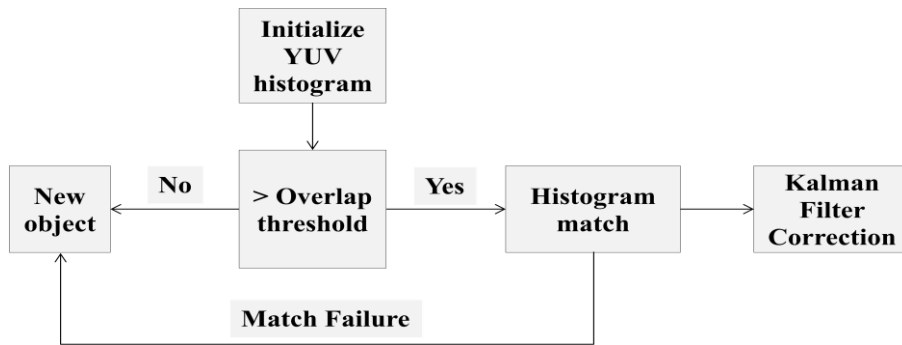 Initialize
YUV
histogram
No
Yes
New
object
> Overlap
threshold
Histogram
match
Kalman
Filter
Correction
Match Failure